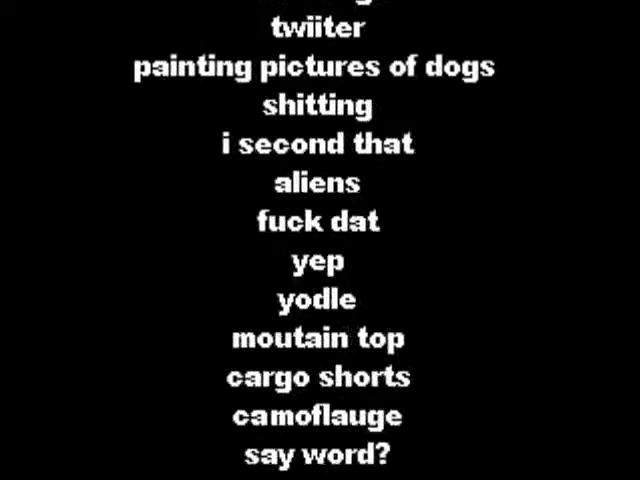 twiiter
painting pictures of dogs
shitting
i second that
aliens
fuck dat
yep
yodle
moutain top
cargo shorts
camoflauge
say word?